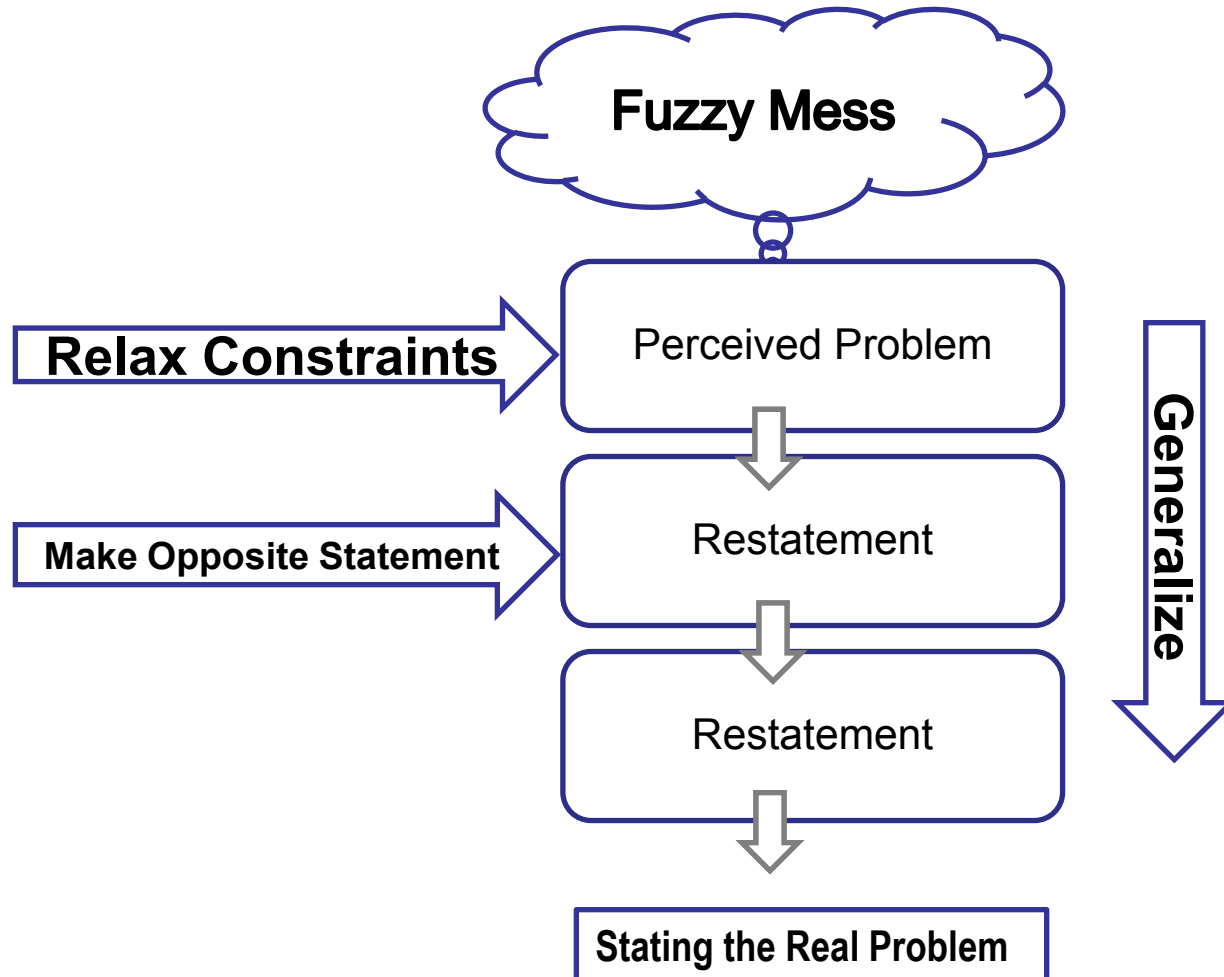 Fuzzy Mess
Relax Constraints
Perceived Problem
Generalize
Make Opposite Statement
Restatement
Restatement
Stating the Real Problem